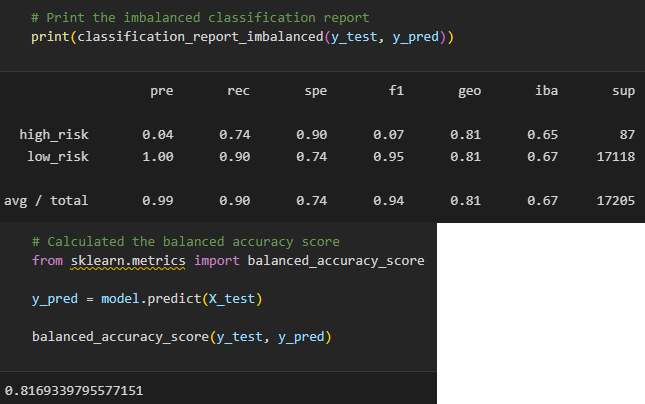 # Print the imbalanced classification report
print(classification_report_imbalanced(y_test, y_pred))
pre rec spe f1 geo iba sup
high_risk 0.04 0.74 0.90 0.07 0.81 0.65 87
low_risk 1.00 0.90 0.74 0.95 0.81 0.67 17118
avg / total 0.99 0.90 0.74 0.94 0.81 0.67 17205
# Calculated the balanced accuracy score
from sklearn.metrics import balanced_accuracy_score
y_pred = model.predict(X_test)
balanced_accuracy_score(y_test, y_pred)
0.8169339795577151